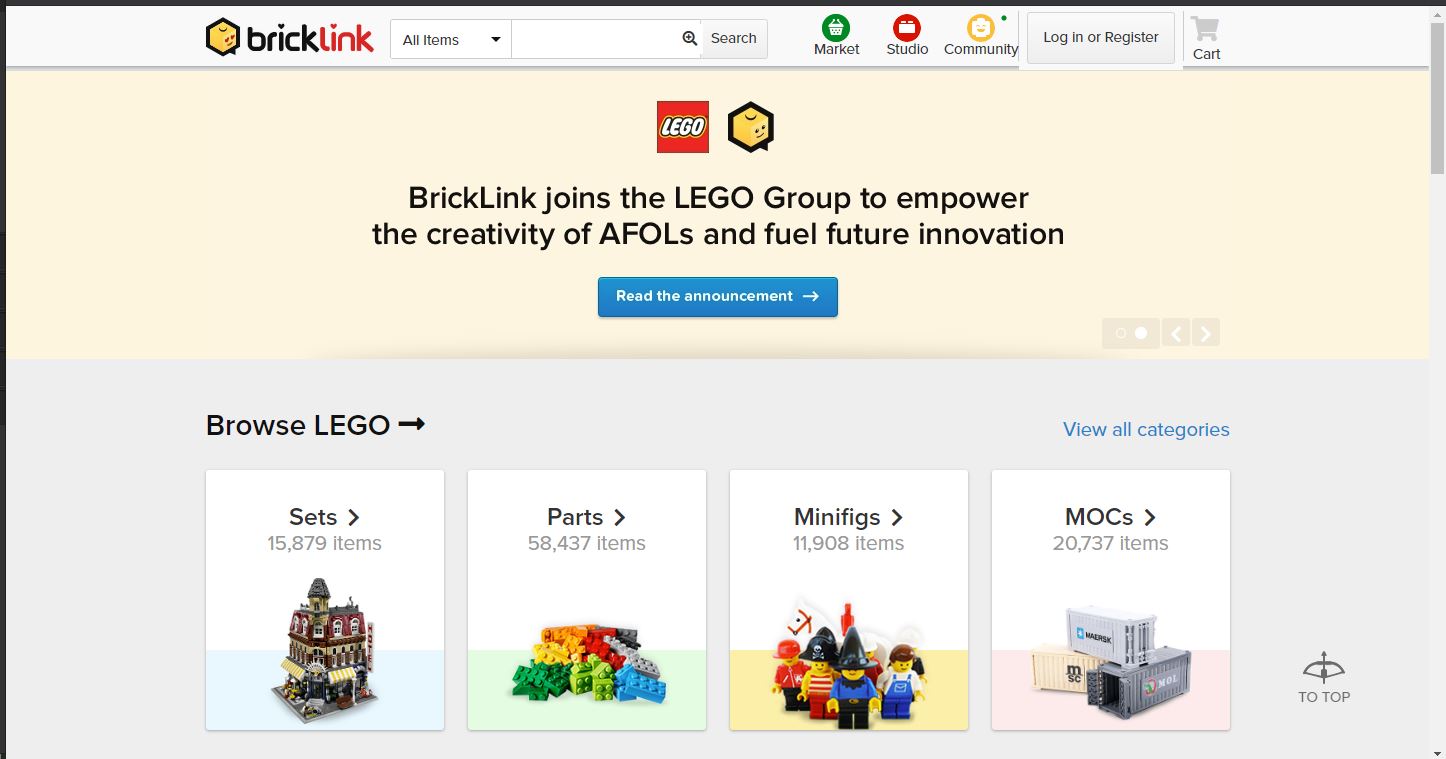 bricklink
All Items
Search
Market
Studio
Community
Log in or Register
Cart
LEGO
BrickLink joins the LEGO Group to empower
the creativity of AFOLs and fuel future innovation
Read the announcement
Browse LEGO
View all categories
Sets
15,879 items
Parts
58,437 items
Minifigs
11,908 items
MOCs
20,737 items
MAERSK
m
sc
MOL
TO TOP